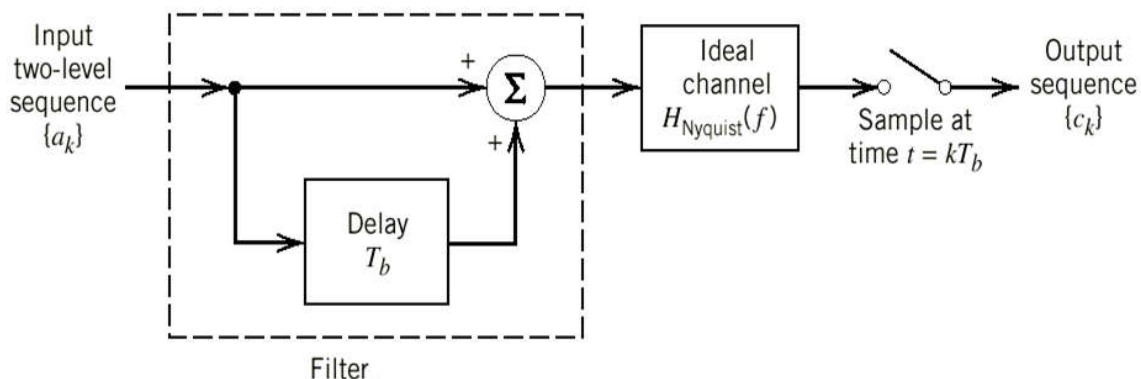 Input
two-level
sequence
{a_k}
+
Σ
+
Delay
T_b
Filter
Ideal
channel
H_Nyquist(f)
Sample at
time t = kT_b
Output
sequence
{c_k}